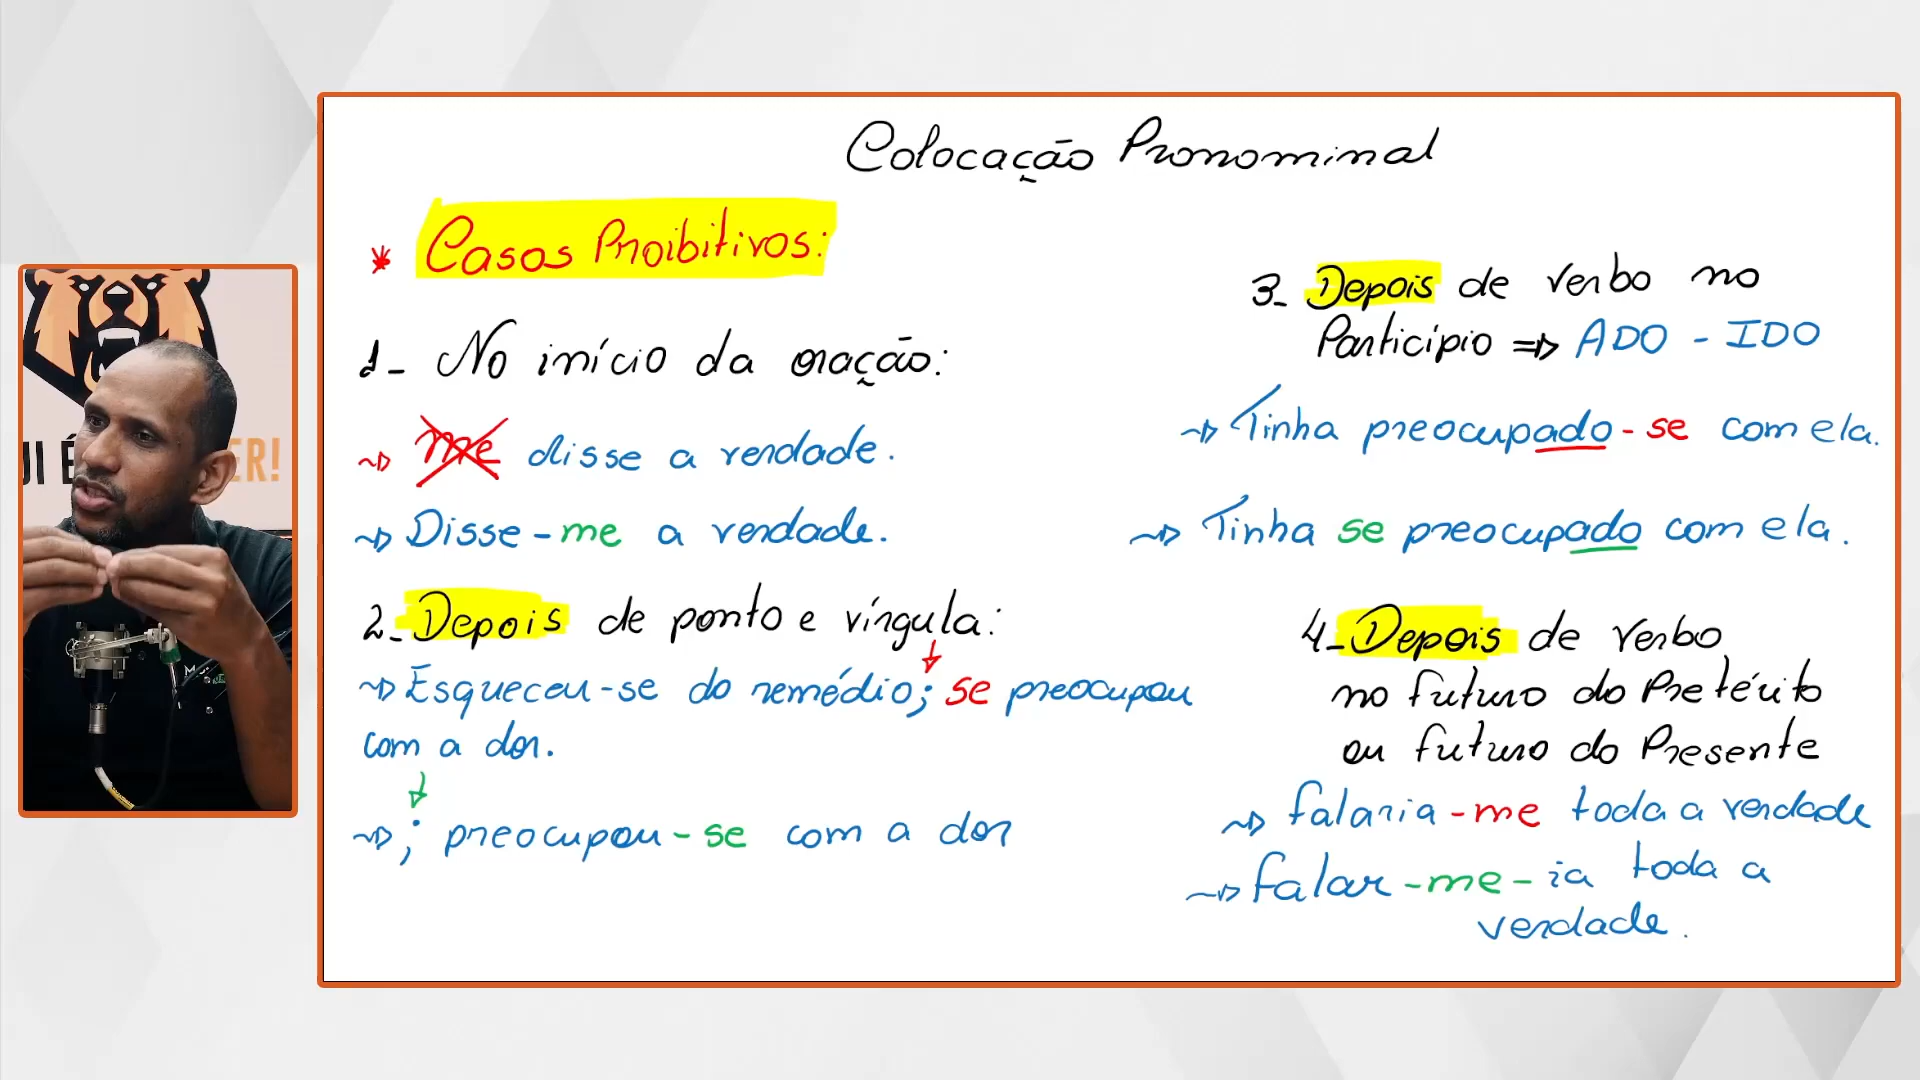 Colocação Pronominal
* Casos Proibitivos:
1- No início da oração:
~> me disse a verdade.
~> Disse-me a verdade.
2- Depois de ponto e vírgula:
~> Esqueceu-se do remédio; se preocupou
com a dor.
~> ; preocupou-se com a dor
3- Depois de verbo no
Particípio => ADO - IDO
~> Tinha preocupado-se com ela.
~> Tinha se preocupado com ela.
4- Depois de verbo
no futuro do Pretérito
ou futuro do Presente
~> falaria-me toda a verdade
~> falar-me-ia toda a
verdade.
UI É
ER!